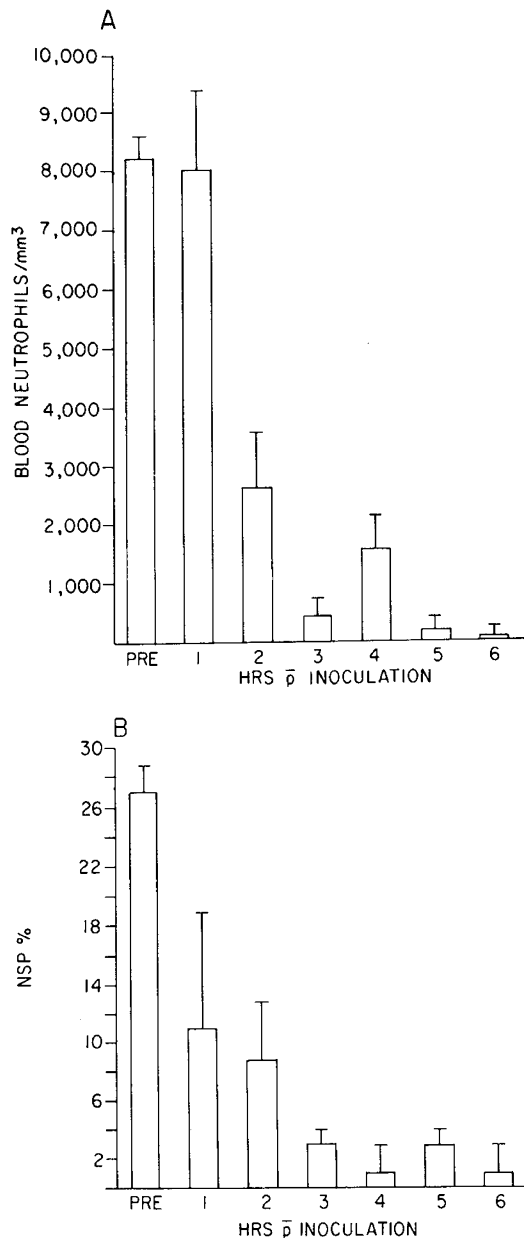 A
10,000
9,000
8,000
7,000
6,000
5,000
4,000
3,000
2,000
1,000
BLOOD NEUTROPHILS/mm³
PRE 1 2 3 4 5 6
HRS p̄ INOCULATION
B
30
26
22
18
14
10
6
2
NSP %
PRE 1 2 3 4 5 6
HRS p̄ INOCULATION